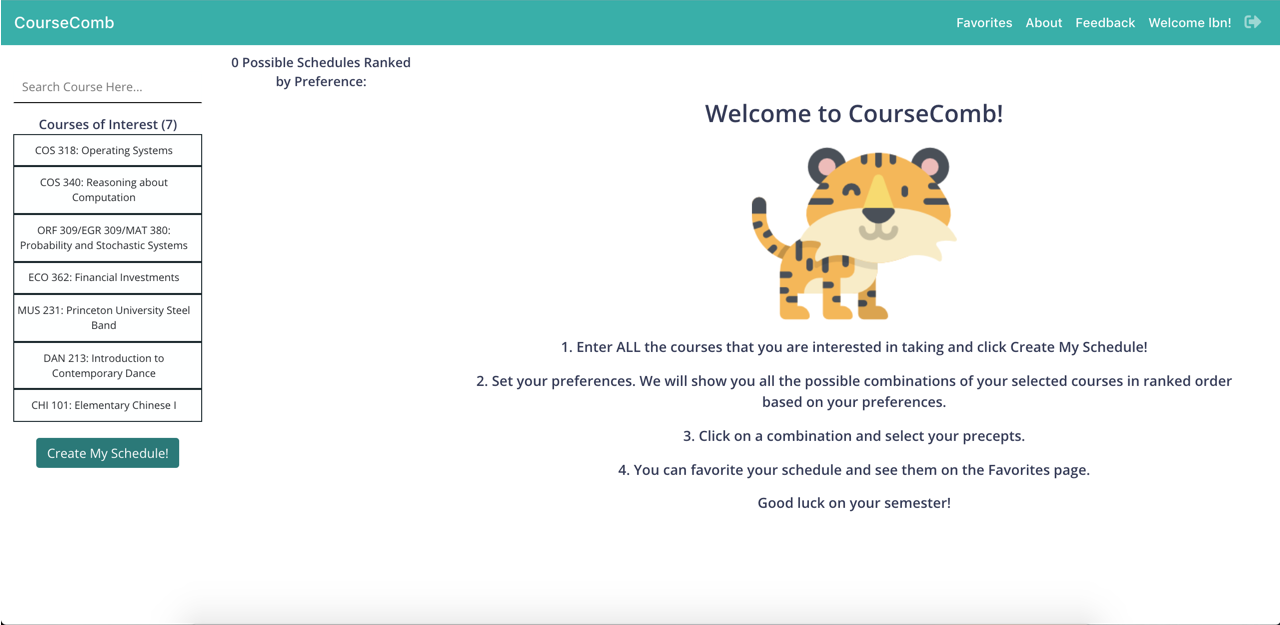 CourseComb
Favorites About Feedback Welcome Ibn!
Search Course Here...
Courses of Interest (7)
COS 318: Operating Systems
COS 340: Reasoning about
Computation
ORF 309/EGR 309/MAT 380:
Probability and Stochastic Systems
ECO 362: Financial Investments
MUS 231: Princeton University Steel
Band
DAN 213: Introduction to
Contemporary Dance
CHI 101: Elementary Chinese I
Create My Schedule!
0 Possible Schedules Ranked
by Preference:
Welcome to CourseComb!
1. Enter ALL the courses that you are interested in taking and click Create My Schedule!
2. Set your preferences. We will show you all the possible combinations of your selected courses in ranked order
based on your preferences.
3. Click on a combination and select your precepts.
4. You can favorite your schedule and see them on the Favorites page.
Good luck on your semester!